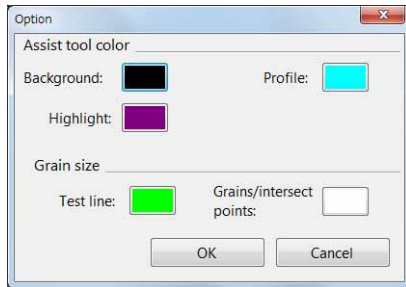 Option
Assist tool color
Background: Profile:
Highlight:
Grain size
Test line: Grains/intersect
points:
OK Cancel